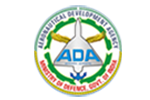 AERONAUTICAL DEVELOPMENT AGENCY
ADA
MINISTRY OF DEFENCE, GOVT. OF INDIA